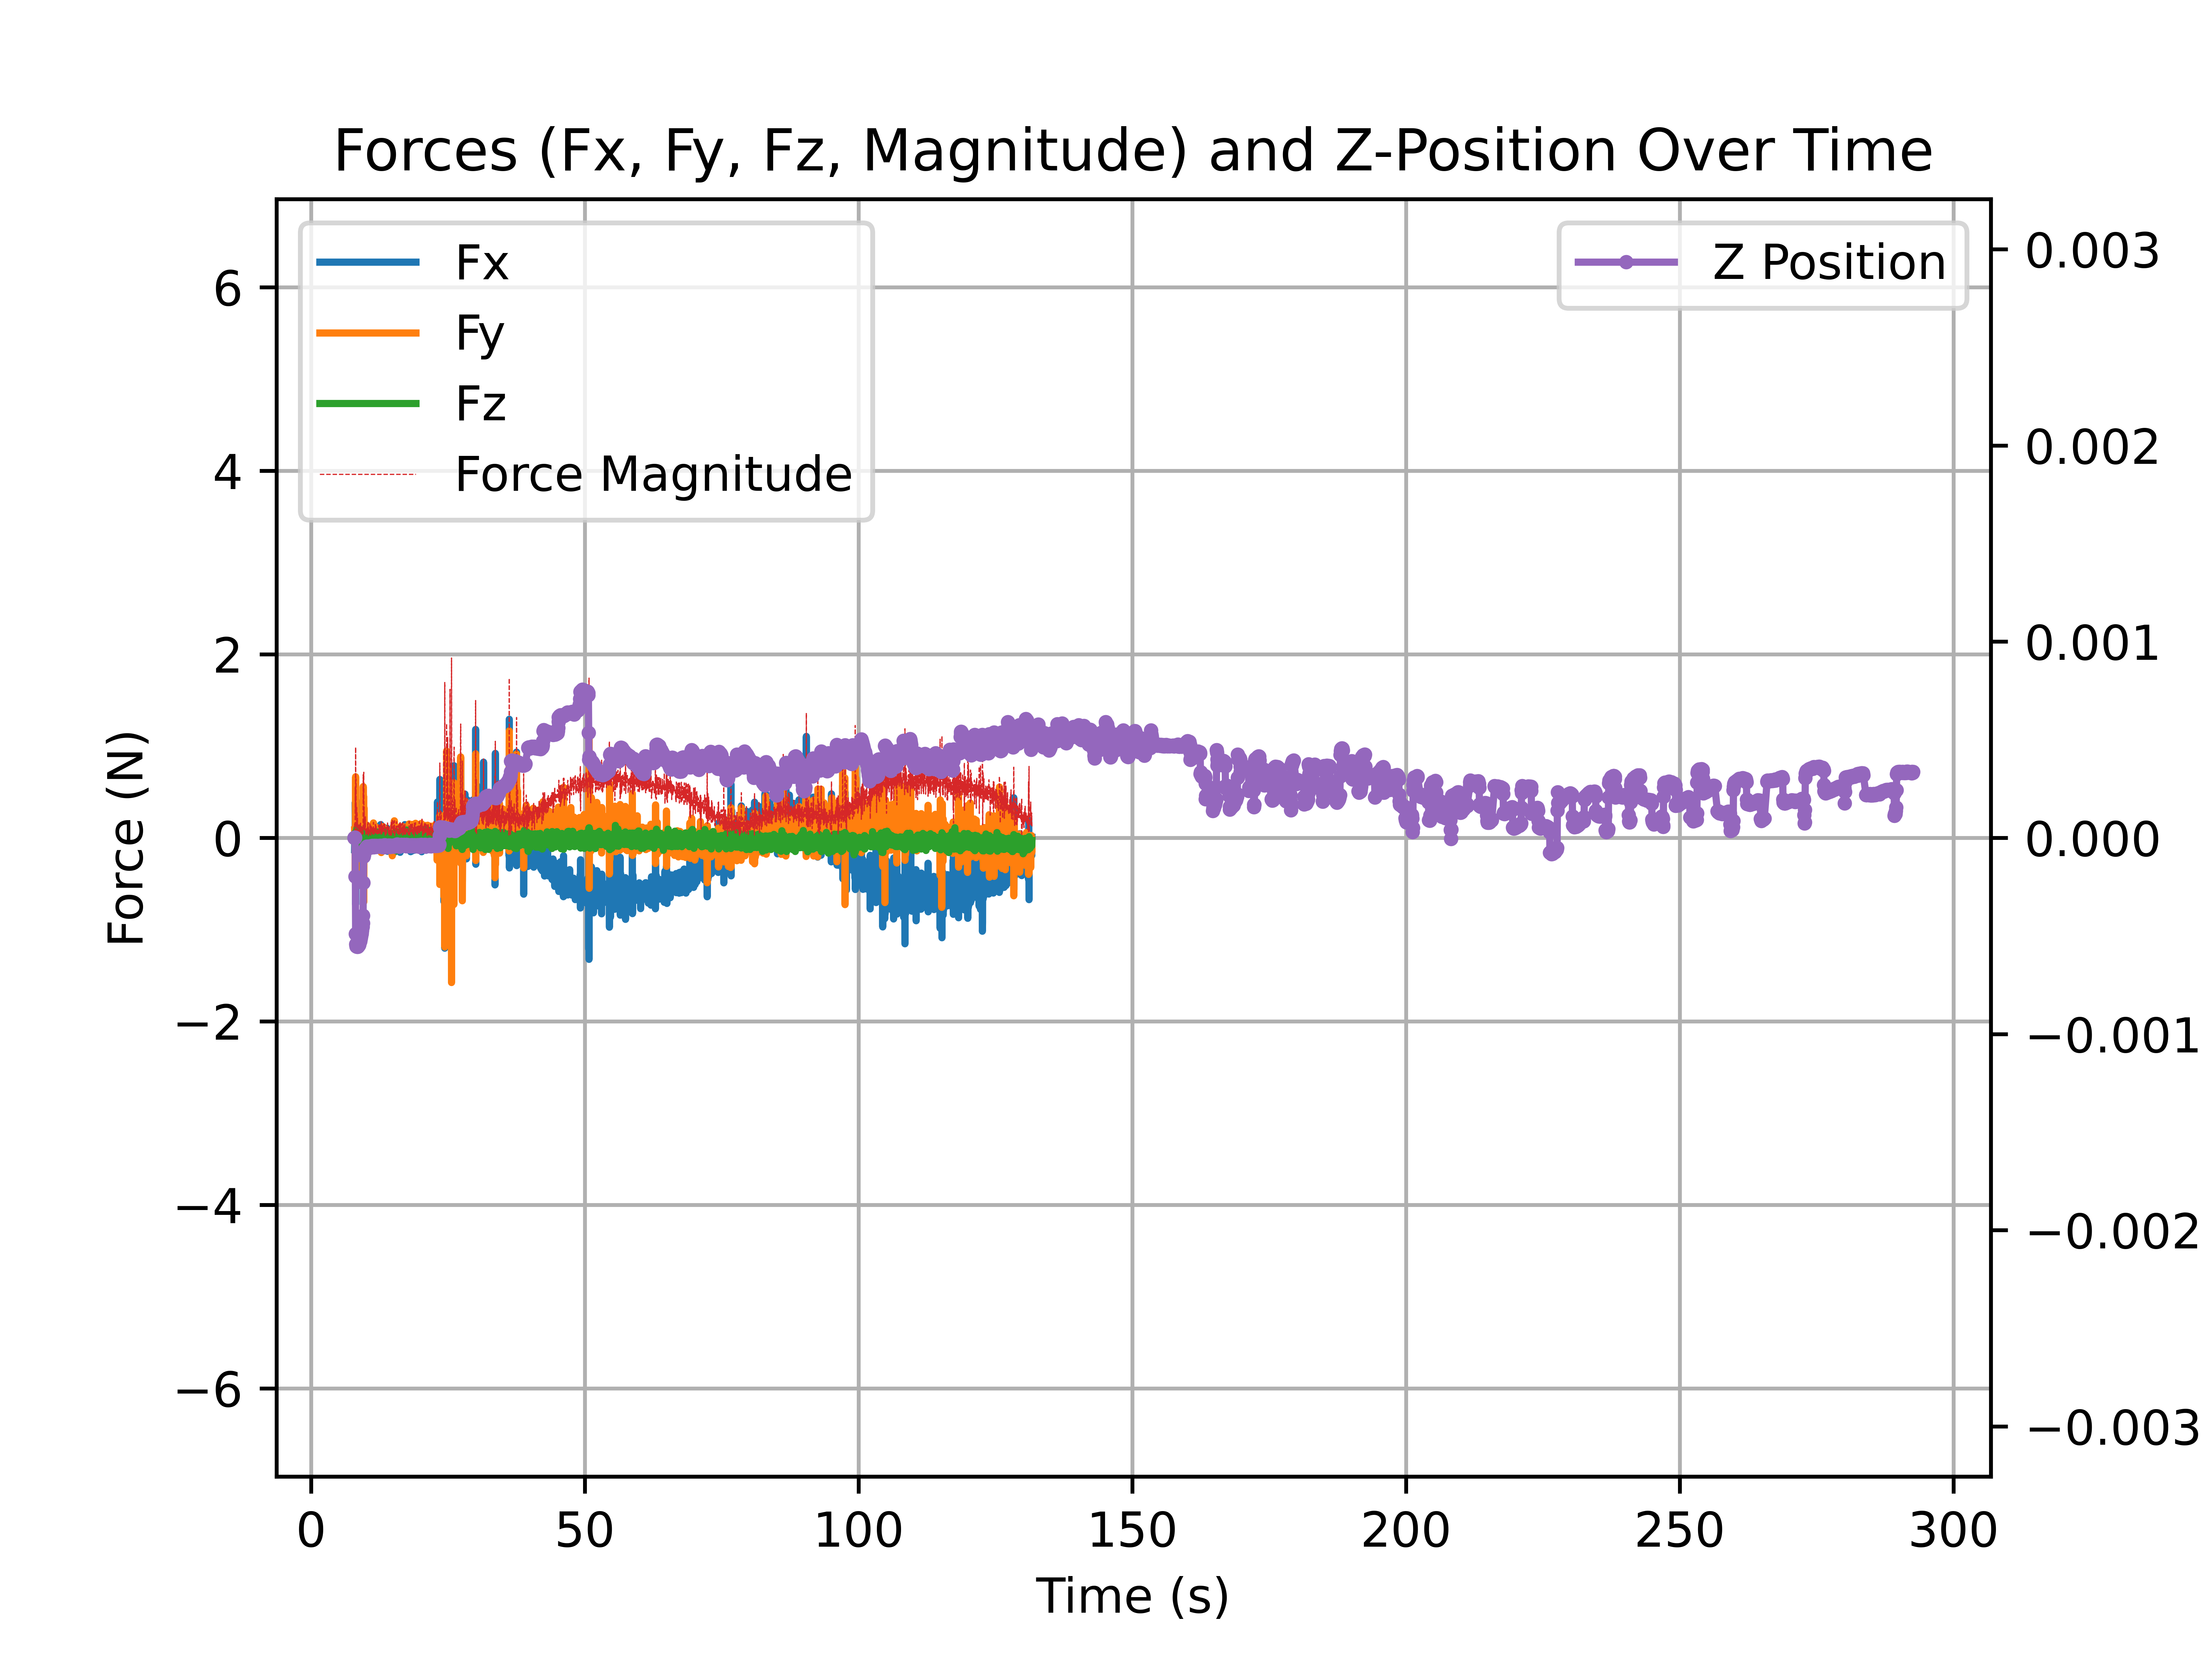 Forces (Fx, Fy, Fz, Magnitude) and Z-Position Over Time
Fx
Fy
Fz
Force Magnitude
Z Position
6
4
2
0
−2
−4
−6
Force (N)
0.003
0.002
0.001
0.000
−0.001
−0.002
−0.003
0 50 100 150 200 250 300
Time (s)